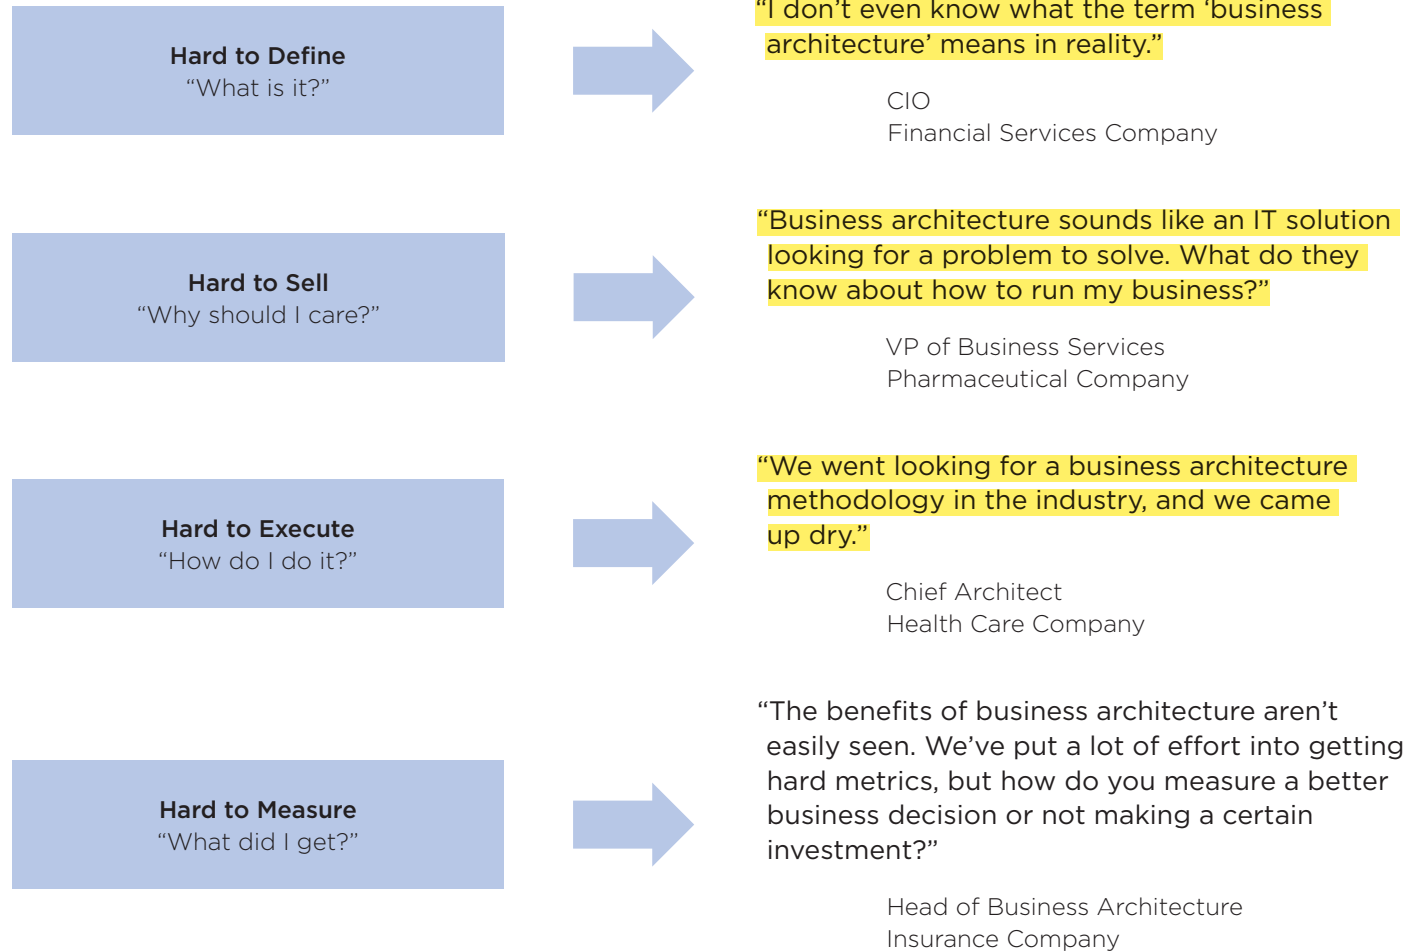 Hard to Define
“What is it?”
“I don’t even know what the term ‘business
architecture’ means in reality.”
CIO
Financial Services Company
Hard to Sell
“Why should I care?”
“Business architecture sounds like an IT solution
looking for a problem to solve. What do they
know about how to run my business?”
VP of Business Services
Pharmaceutical Company
Hard to Execute
“How do I do it?”
“We went looking for a business architecture
methodology in the industry, and we came
up dry.”
Chief Architect
Health Care Company
Hard to Measure
“What did I get?”
“The benefits of business architecture aren’t
easily seen. We’ve put a lot of effort into getting
hard metrics, but how do you measure a better
business decision or not making a certain
investment?”
Head of Business Architecture
Insurance Company